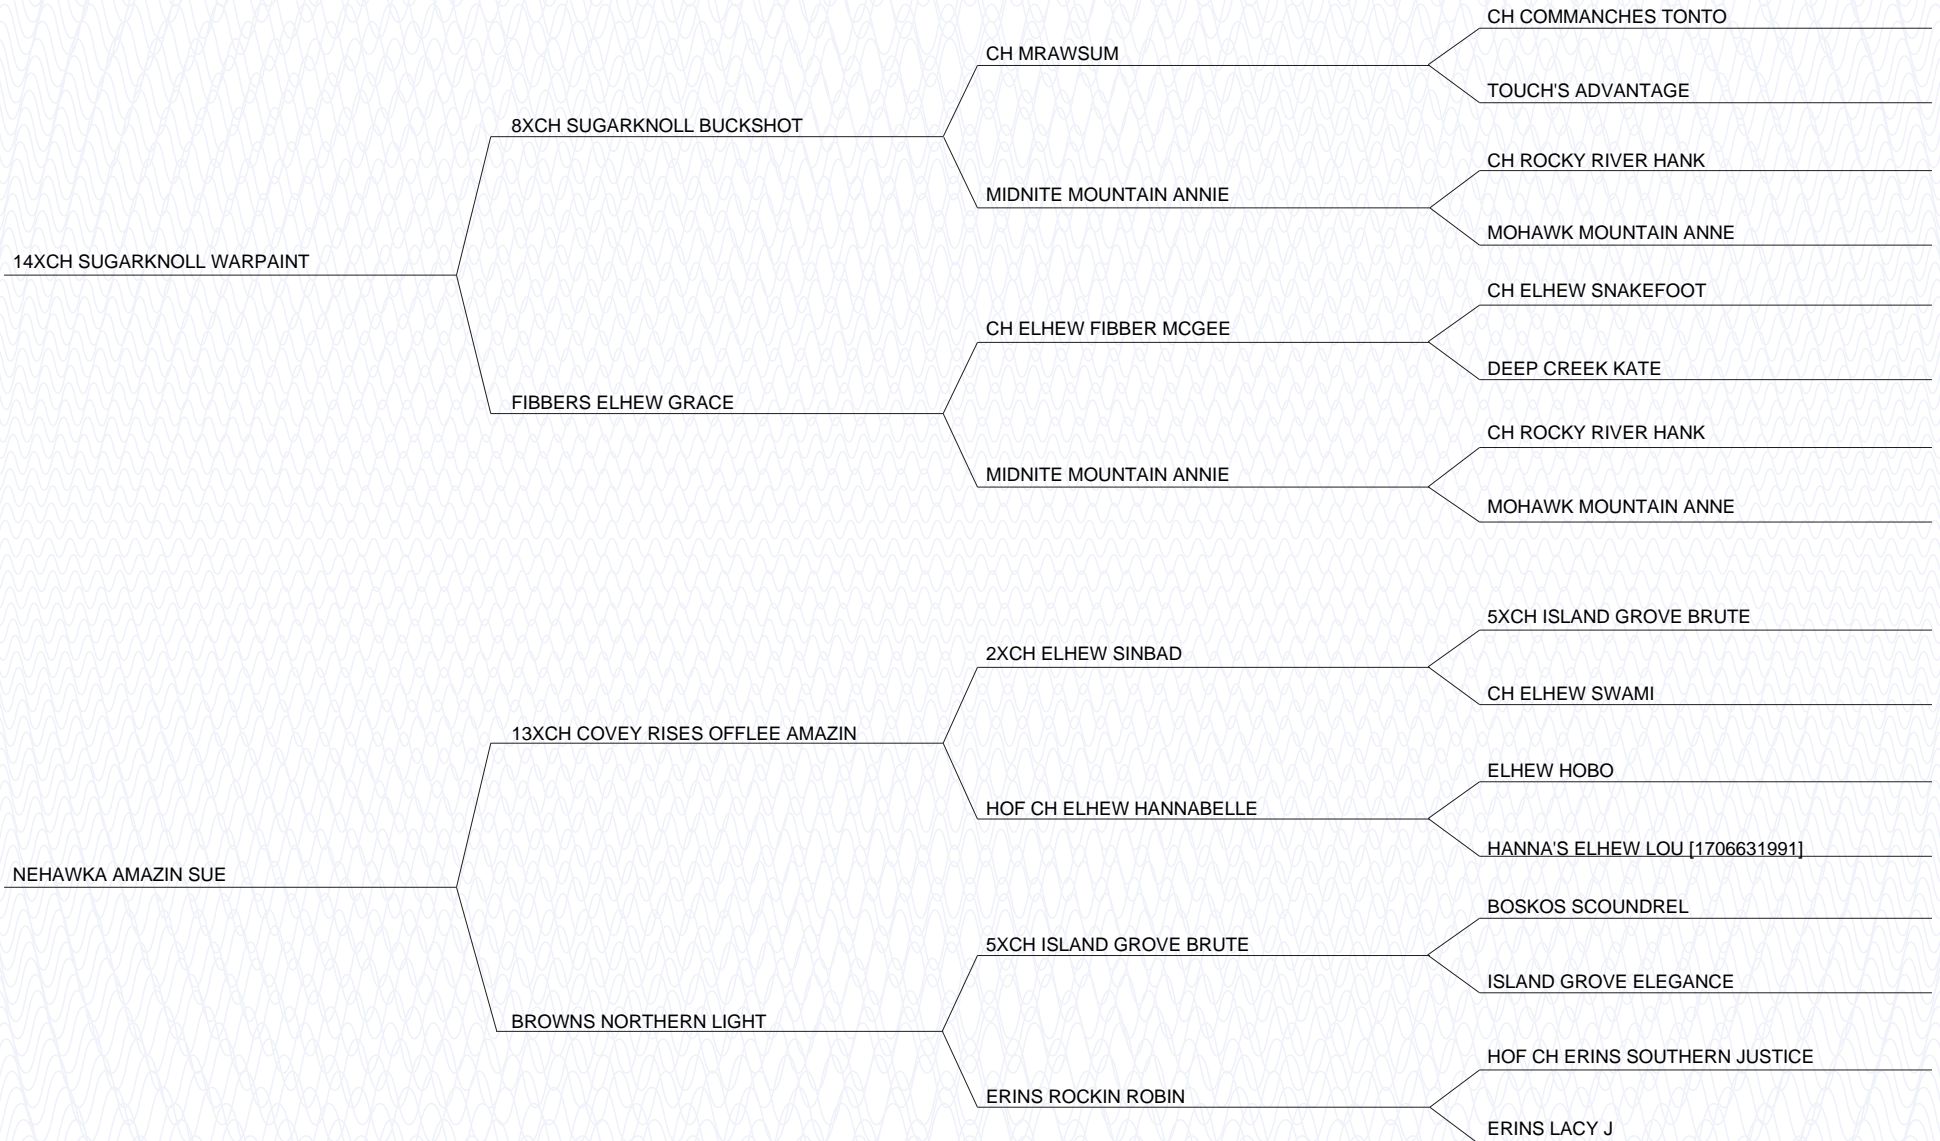 CH COMMANCHES TONTO
CH MRAWSUM
TOUCH'S ADVANTAGE
8XCH SUGARKNOLL BUCKSHOT
CH ROCKY RIVER HANK
MIDNITE MOUNTAIN ANNIE
MOHAWK MOUNTAIN ANNE
14XCH SUGARKNOLL WARPAINT
CH ELHEW SNAKEFOOT
CH ELHEW FIBBER MCGEE
DEEP CREEK KATE
FIBBERS ELHEW GRACE
CH ROCKY RIVER HANK
MIDNITE MOUNTAIN ANNIE
MOHAWK MOUNTAIN ANNE
5XCH ISLAND GROVE BRUTE
2XCH ELHEW SINBAD
CH ELHEW SWAMI
13XCH COVEY RISES OFFLEE AMAZIN
ELHEW HOBO
HOF CH ELHEW HANNABELLE
HANNA'S ELHEW LOU [1706631991]
NEHAWKA AMAZIN SUE
BOSKOS SCOUNDREL
5XCH ISLAND GROVE BRUTE
ISLAND GROVE ELEGANCE
BROWNS NORTHERN LIGHT
HOF CH ERINS SOUTHERN JUSTICE
ERINS ROCKIN ROBIN
ERINS LACY J